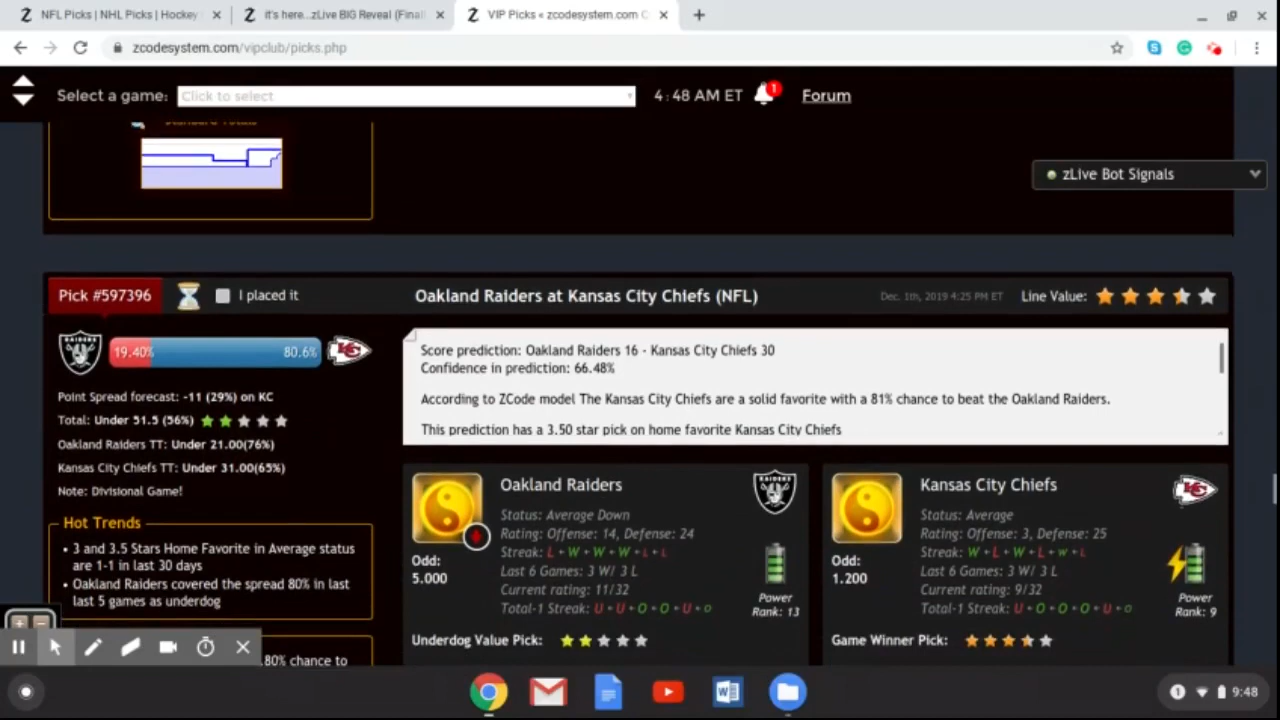 NFL Picks | NHL Picks | Hockey
it's here...zLive BIG Reveal (Final
VIP Picks « zcodesystem.com
zcodesystem.com/vipclub/picks.php
Select a game:
Click to select
4:48 AM ET
1
Forum
Standard Totals
zLive Bot Signals
Pick #597396
I placed it
Oakland Raiders at Kansas City Chiefs (NFL)
Dec. 1th, 2019 4:25 PM ET
Line Value:
RAIDERS
19.40%
80.6%
KC
Point Spread forecast: -11 (29%) on KC
Total: Under 51.5 (56%)
Oakland Raiders TT: Under 21.00(76%)
Kansas City Chiefs TT: Under 31.00(65%)
Note: Divisional Game!
Hot Trends
• 3 and 3.5 Stars Home Favorite in Average status
are 1-1 in last 30 days
• Oakland Raiders covered the spread 80% in last
last 5 games as underdog
80% chance to
Score prediction: Oakland Raiders 16 - Kansas City Chiefs 30
Confidence in prediction: 66.48%
According to ZCode model The Kansas City Chiefs are a solid favorite with a 81% chance to beat the Oakland Raiders.
This prediction has a 3.50 star pick on home favorite Kansas City Chiefs
Oakland Raiders
RAIDERS
Status: Average Down
Rating: Offense: 14, Defense: 24
Streak: L - W - W - W - L - L
Odd:
5.000
Last 6 Games: 3 W/ 3 L
Current rating: 11/32
Total-1 Streak: U - U - O - O - U - O
Power
Rank: 13
Underdog Value Pick:
Kansas City Chiefs
KC
Status: Average
Rating: Offense: 3, Defense: 25
Streak: W - L - W - L - W - L
Odd:
1.200
Last 6 Games: 3 W/ 3 L
Current rating: 9/32
Total-1 Streak: U - O - O - O - U - O
Power
Rank: 9
Game Winner Pick:
1
9:48